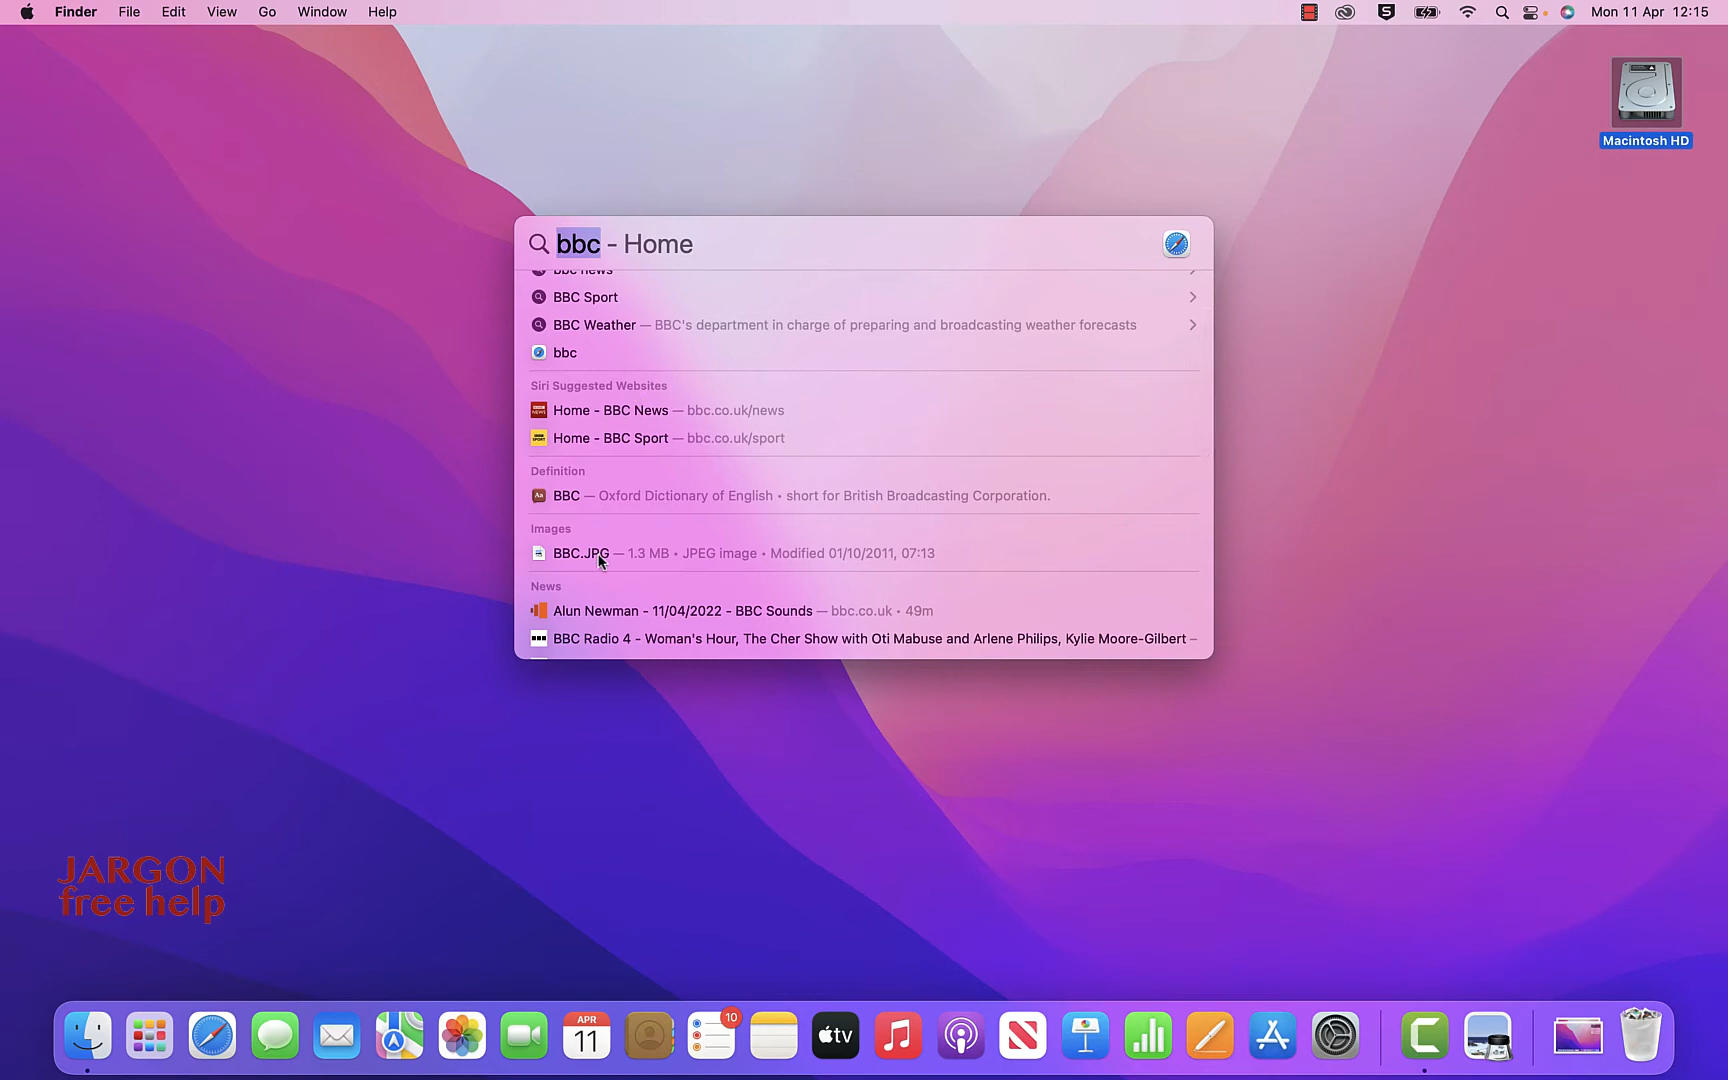 Finder File Edit View Go Window Help Mon 11 Apr 12:15
Macintosh HD
bbc - Home
bbc news
BBC Sport
BBC Weather — BBC's department in charge of preparing and broadcasting weather forecasts
bbc
Siri Suggested Websites
Home - BBC News — bbc.co.uk/news
Home - BBC Sport — bbc.co.uk/sport
Definition
BBC — Oxford Dictionary of English • short for British Broadcasting Corporation.
Images
BBC.JPG — 1.3 MB • JPEG image • Modified 01/10/2011, 07:13
News
Alun Newman - 11/04/2022 - BBC Sounds — bbc.co.uk • 49m
BBC Radio 4 - Woman's Hour, The Cher Show with Oti Mabuse and Arlene Philips, Kylie Moore-Gilbert –
JARGON
free help
APR
11
10
tv